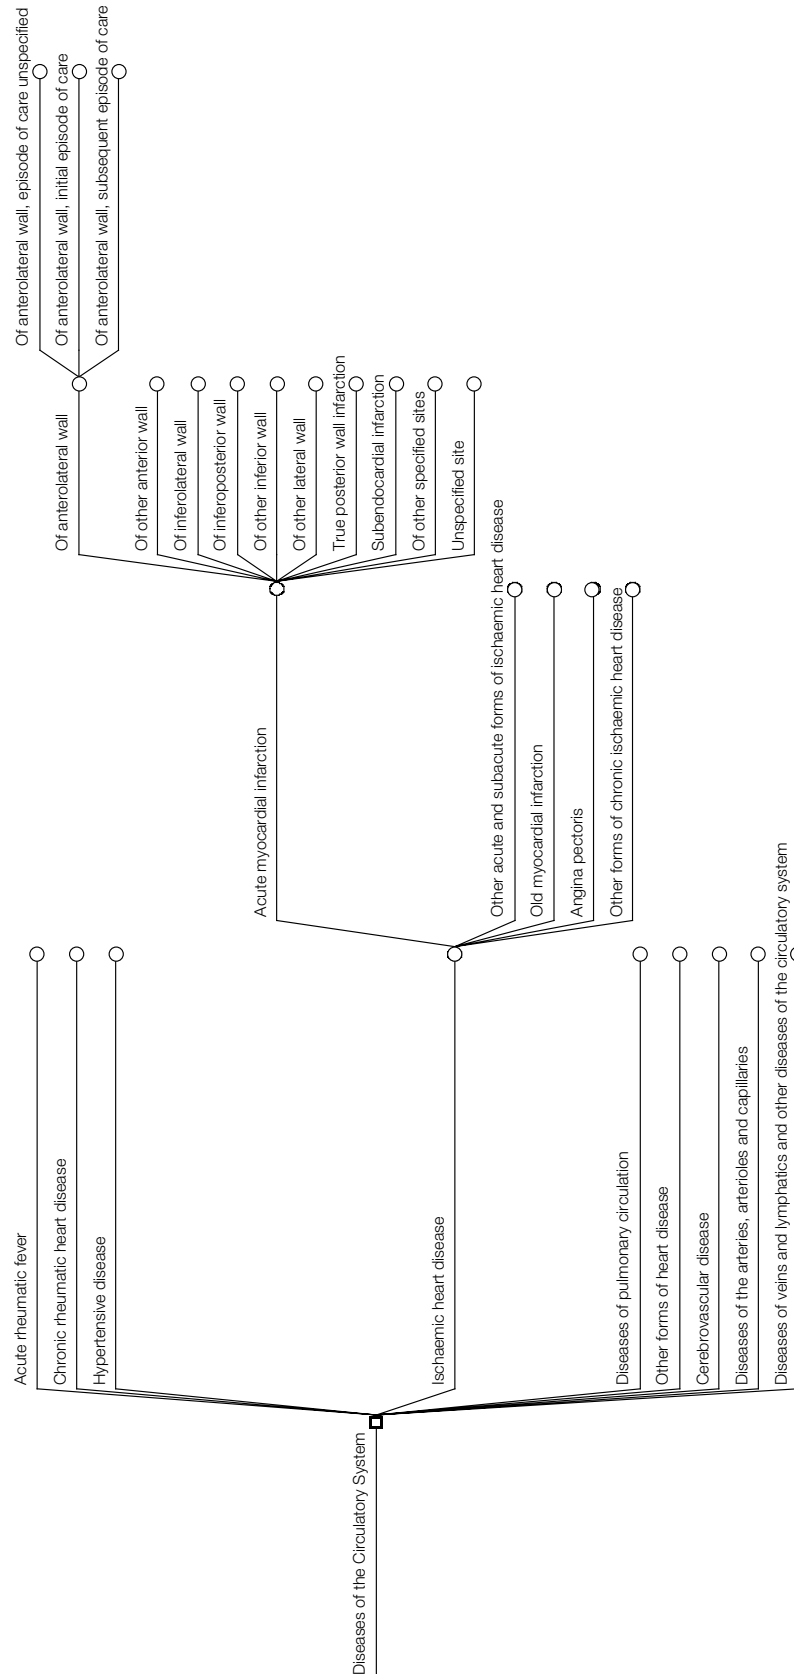 Diseases of the Circulatory System
Acute rheumatic fever
Chronic rheumatic heart disease
Hypertensive disease
Ischaemic heart disease
Diseases of pulmonary circulation
Other forms of heart disease
Cerebrovascular disease
Diseases of the arteries, arterioles and capillaries
Diseases of veins and lymphatics and other diseases of the circulatory system
Acute myocardial infarction
Other acute and subacute forms of ischaemic heart disease
Old myocardial infarction
Angina pectoris
Other forms of chronic ischaemic heart disease
Of anterolateral wall
Of other anterior wall
Of inferolateral wall
Of inferoposterior wall
Of other inferior wall
Of other lateral wall
True posterior wall infarction
Subendocardial infarction
Of other specified sites
Unspecified site
Of anterolateral wall, episode of care unspecified
Of anterolateral wall, initial episode of care
Of anterolateral wall, subsequent episode of care